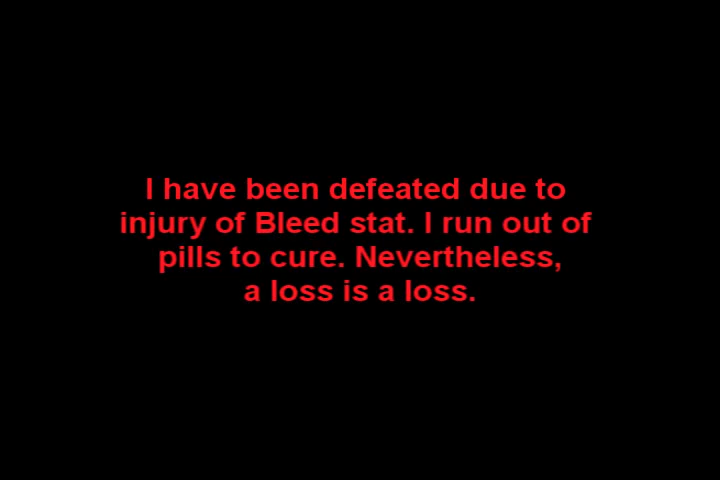 I have been defeated due to
injury of Bleed stat. I run out of
pills to cure. Nevertheless,
a loss is a loss.